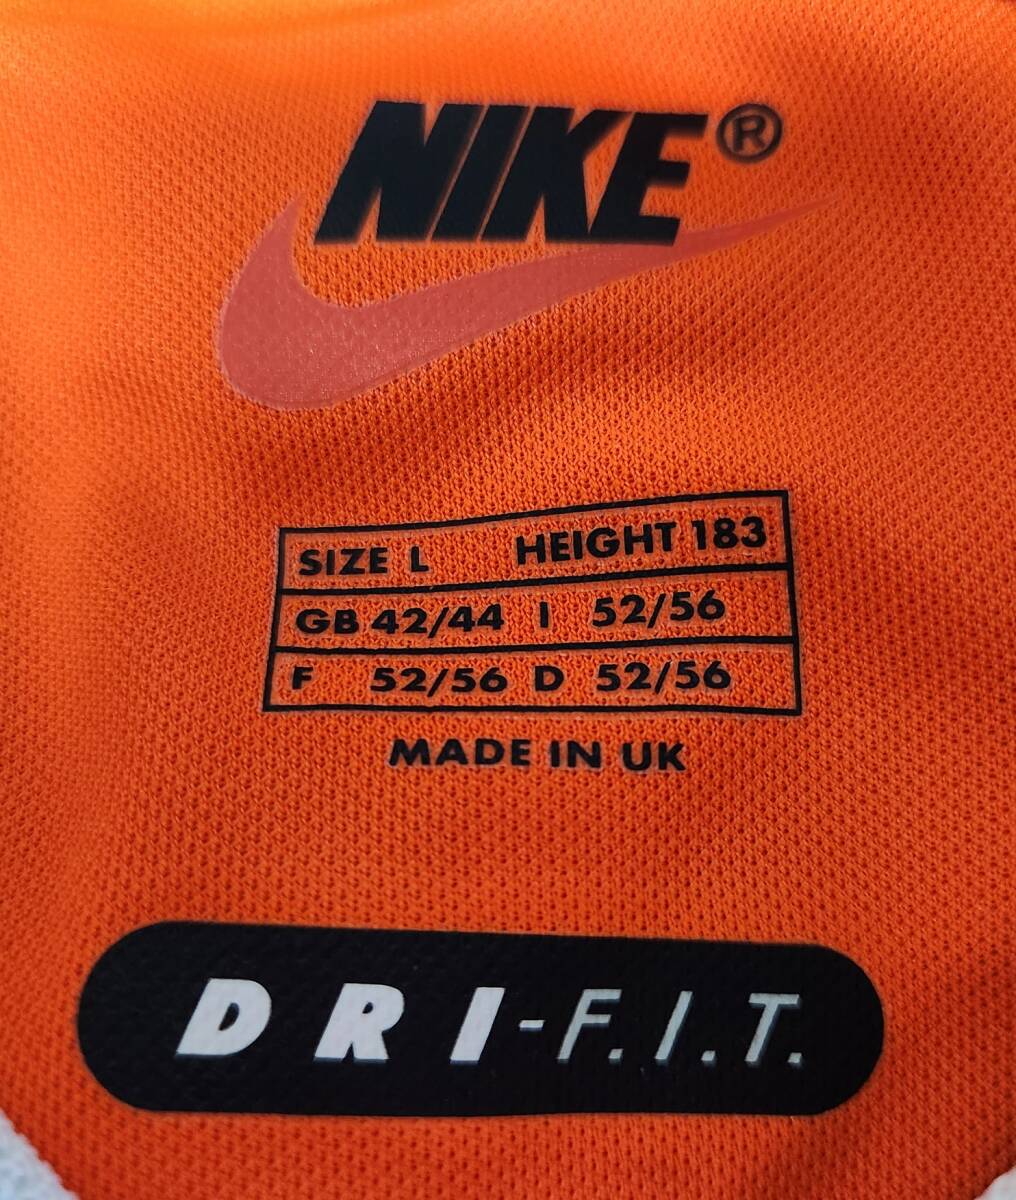 NIKE®
SIZE L HEIGHT 183
GB 42/44 I 52/56
F 52/56 D 52/56
MADE IN UK
DRI-F.I.T.